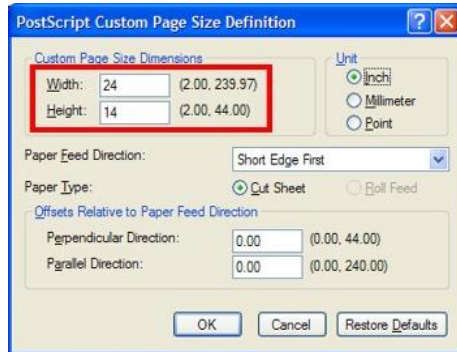 PostScript Custom Page Size Definition
Custom Page Size Dimensions
Width: 24 (2.00, 239.97)
Height: 14 (2.00, 44.00)
Unit
Inch
Millimeter
Point
Paper Feed Direction: Short Edge First
Paper Type: Cut Sheet Roll Feed
Offsets Relative to Paper Feed Direction
Perpendicular Direction: 0.00 (0.00, 44.00)
Parallel Direction: 0.00 (0.00, 240.00)
OK Cancel Restore Defaults